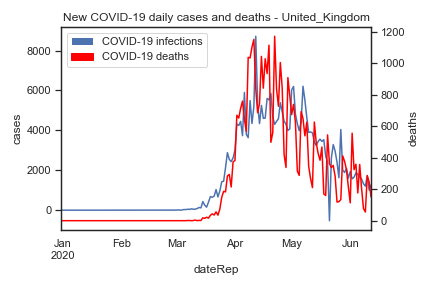 New COVID-19 daily cases and deaths - United_Kingdom
COVID-19 infections
COVID-19 deaths
8000
6000
4000
2000
0
cases
1200
1000
800
600
400
200
0
deaths
Jan Feb Mar Apr May Jun
2020
dateRep